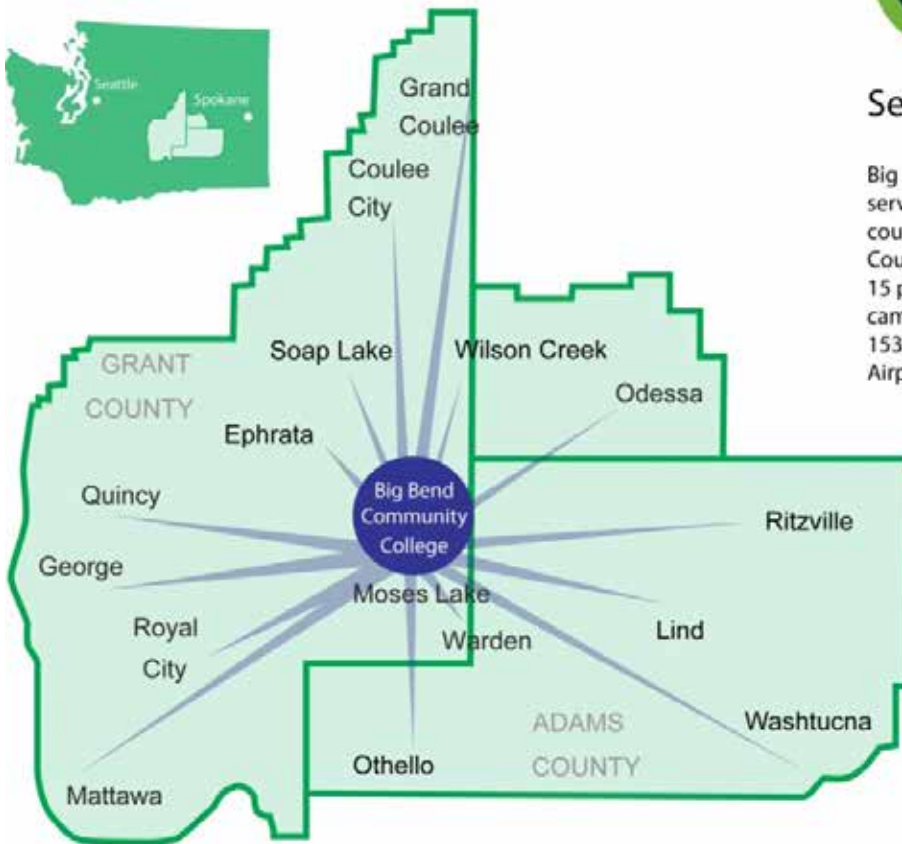 Seattle
Spokane
Grand
Coulee
Coulee
City
GRANT
COUNTY
Soap Lake
Wilson Creek
Odessa
Ephrata
Quincy
Big Bend
Community
College
Ritzville
George
Moses Lake
Royal
City
Warden
Lind
ADAMS
COUNTY
Washtucna
Othello
Mattawa
Se
Big
serv
cou
Cou
15 p
cam
153
Airp